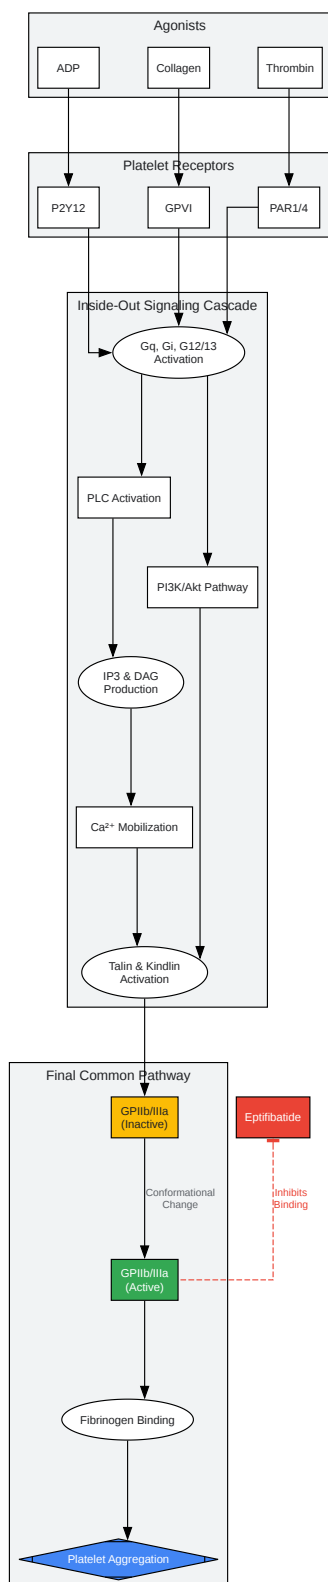 Agonists
ADP
Collagen
Thrombin
Platelet Receptors
P2Y12
GPVI
PAR1/4
Inside-Out Signaling Cascade
Gq, Gi, G12/13
Activation
PLC Activation
PI3K/Akt Pathway
IP3 & DAG
Production
Ca²⁺ Mobilization
Talin & Kindlin
Activation
Final Common Pathway
GPIIb/IIIa
(Inactive)
Eptifibatide
Conformational
Change
Inhibits
Binding
GPIIb/IIIa
(Active)
Fibrinogen Binding
Platelet Aggregation